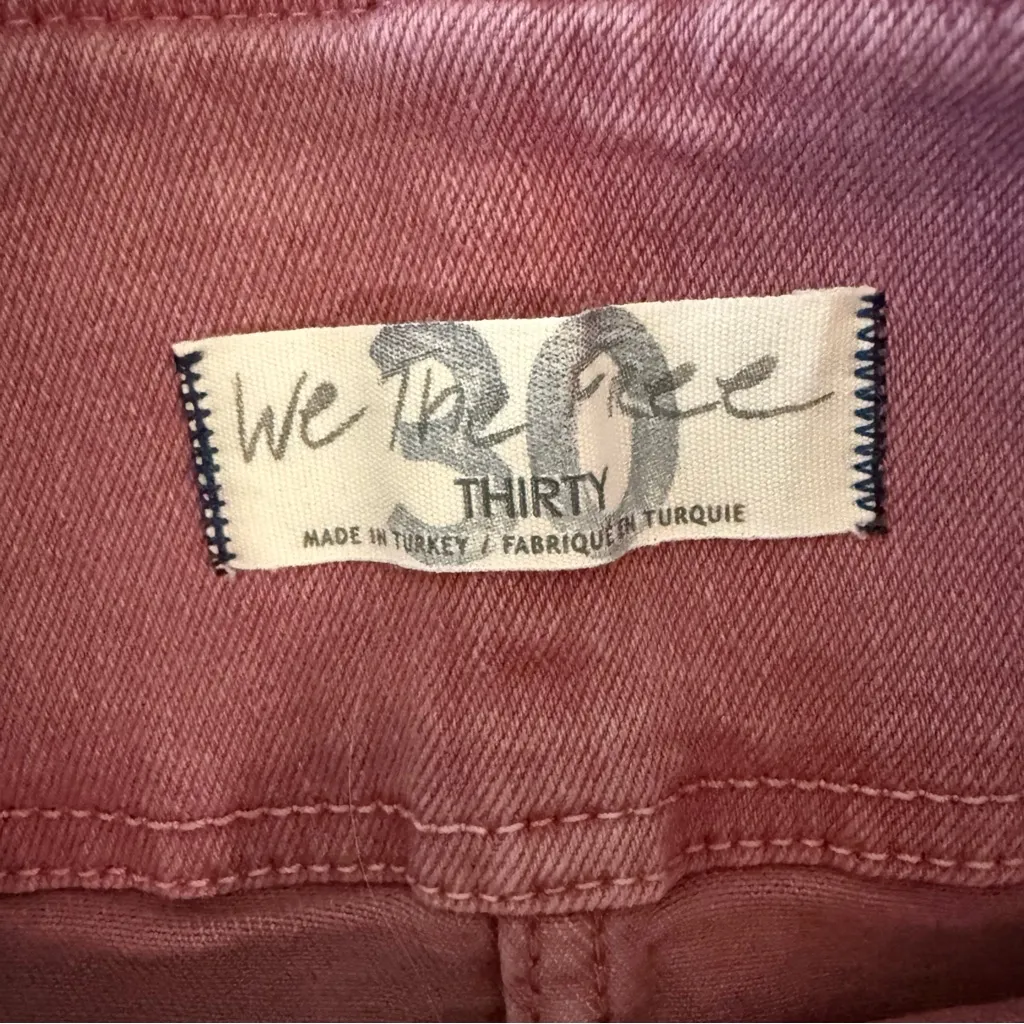 30
We The Free
THIRTY
MADE IN TURKEY / FABRIQUÉ EN TURQUIE